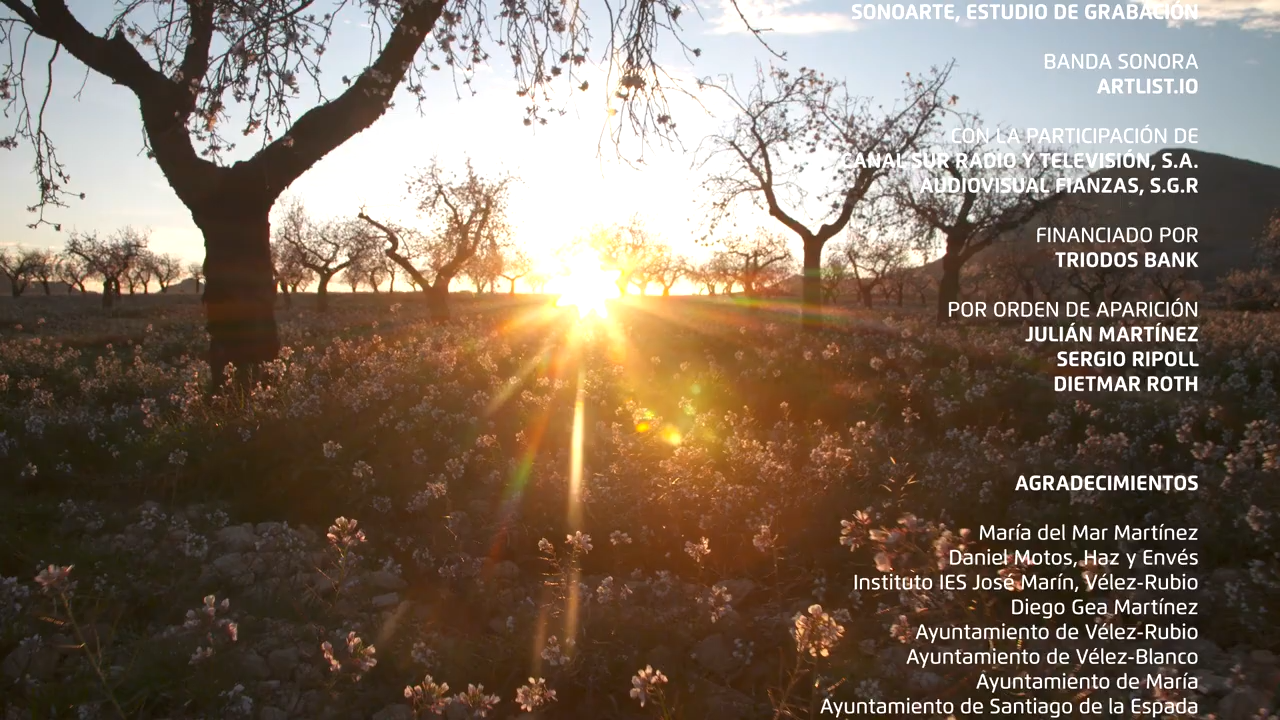 SONOARTE, ESTUDIO DE GRABACIÓN
BANDA SONORA
ARTLIST.IO
CON LA PARTICIPACIÓN DE
CANAL SUR RADIO Y TELEVISIÓN, S.A.
AUDIOVISUAL FIANZAS, S.G.R
FINANCIADO POR
TRIODOS BANK
POR ORDEN DE APARICIÓN
JULIÁN MARTÍNEZ
SERGIO RIPOLL
DIETMAR ROTH
AGRADECIMIENTOS
María del Mar Martínez
Daniel Motos, Haz y Envés
Instituto IES José Marín, Vélez-Rubio
Diego Gea Martínez
Ayuntamiento de Vélez-Rubio
Ayuntamiento de Vélez-Blanco
Ayuntamiento de María
Ayuntamiento de Santiago de la Espada